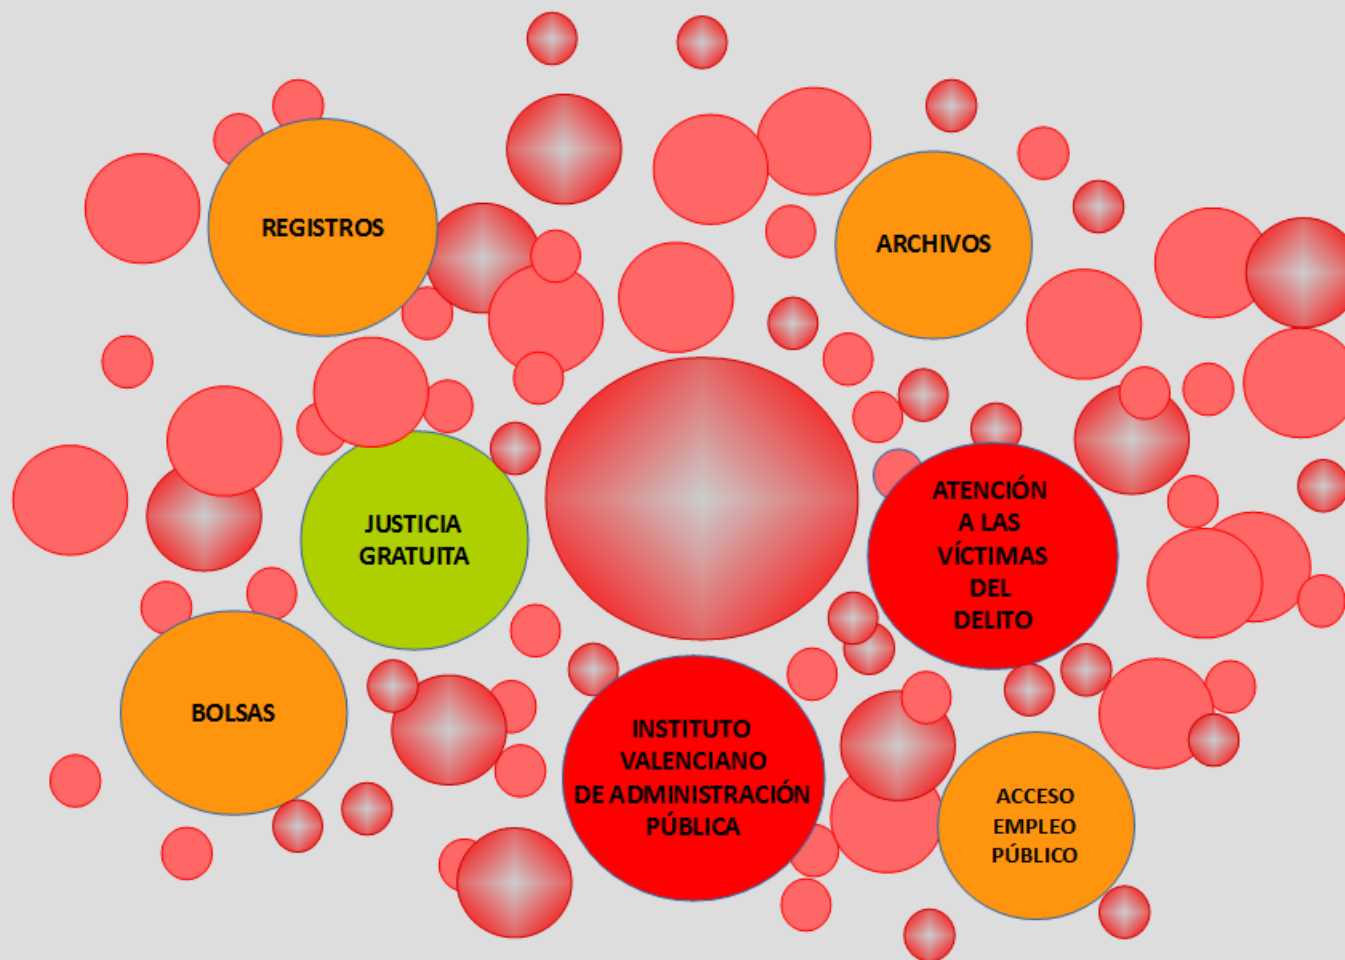 REGISTROS
ARCHIVOS
JUSTICIA
GRATUITA
ATENCIÓN
A LAS
VÍCTIMAS
DEL
DELITO
BOLSAS
INSTITUTO
VALENCIANO
DE ADMINISTRACIÓN
PÚBLICA
ACCESO
EMPLEO
PÚBLICO